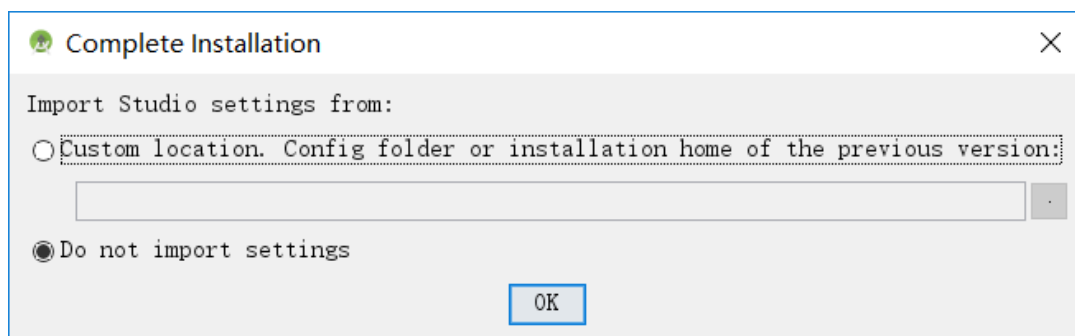 Complete Installation
Import Studio settings from:
Custom location. Config folder or installation home of the previous version:
.
Do not import settings
OK